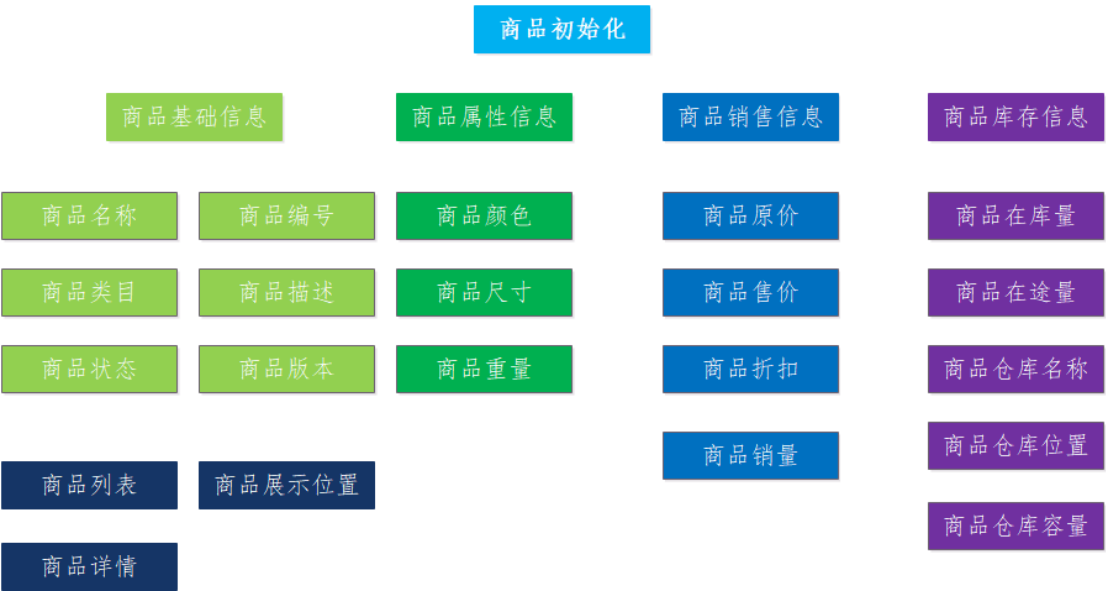 商品初始化
商品基础信息
商品属性信息
商品销售信息
商品库存信息
商品名称
商品编号
商品颜色
商品原价
商品在库量
商品类目
商品描述
商品尺寸
商品售价
商品在途量
商品状态
商品版本
商品重量
商品折扣
商品仓库名称
商品销量
商品仓库位置
商品列表
商品展示位置
商品仓库容量
商品详情